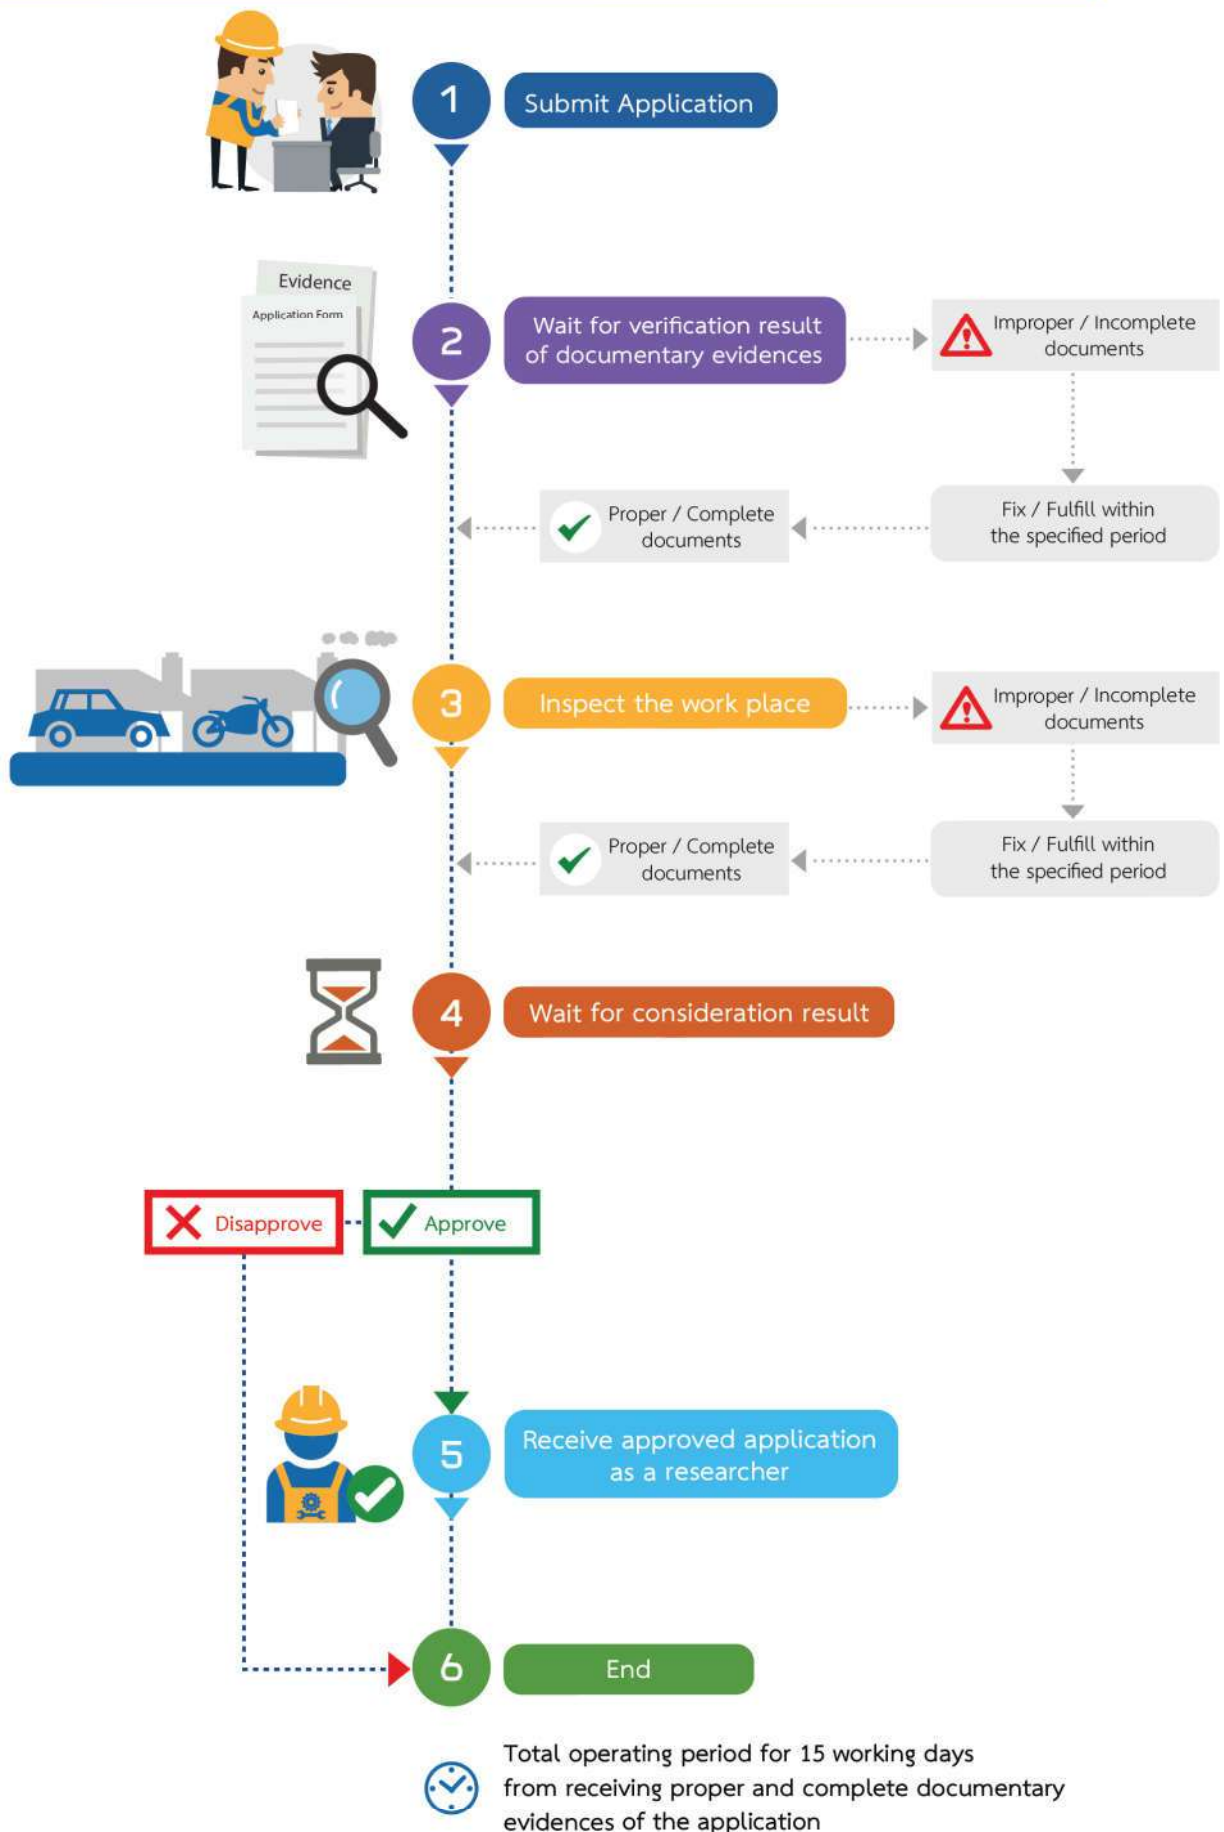 1
Submit Application
Evidence
Application Form
2
Wait for verification result
of documentary evidences
Improper / Incomplete
documents
Fix / Fulfill within
the specified period
Proper / Complete
documents
3
Inspect the work place
Improper / Incomplete
documents
Fix / Fulfill within
the specified period
Proper / Complete
documents
4
Wait for consideration result
Disapprove
Approve
5
Receive approved application
as a researcher
6
End
Total operating period for 15 working days
from receiving proper and complete documentary
evidences of the application